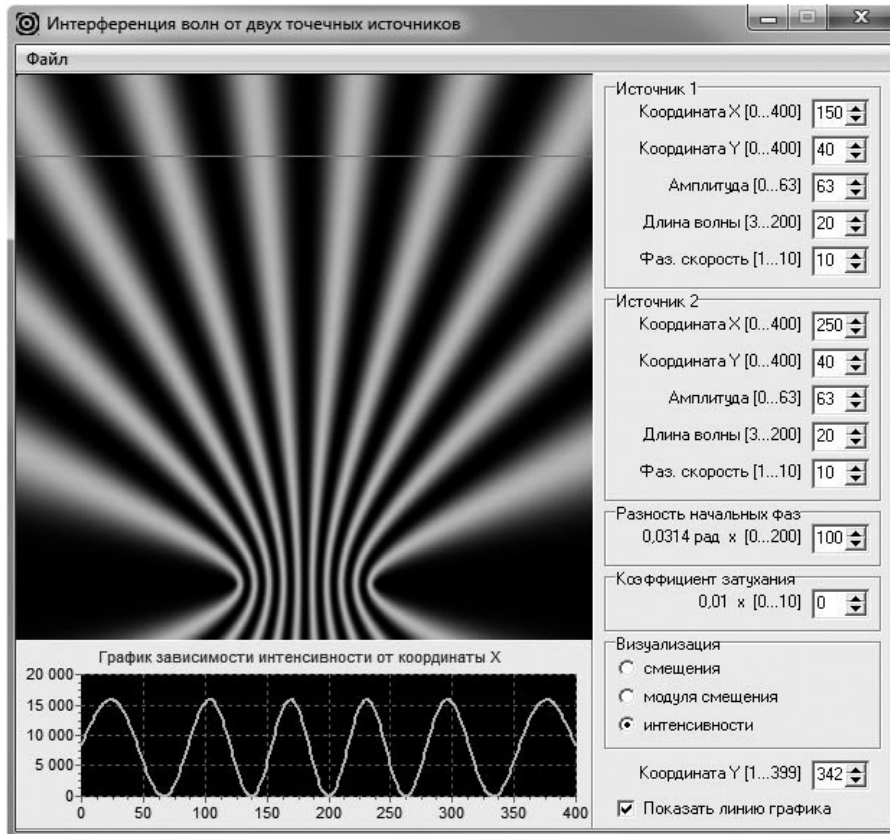 Интерференция волн от двух точечных источников
Файл
Источник 1
Координата X [0...400] 150
Координата Y [0...400] 40
Амплитуда [0...63] 63
Длина волны [3...200] 20
Фаз. скорость [1...10] 10
Источник 2
Координата X [0...400] 250
Координата Y [0...400] 40
Амплитуда [0...63] 63
Длина волны [3...200] 20
Фаз. скорость [1...10] 10
Разность начальных фаз
0,0314 рад x [0...200] 100
Коэффициент затухания
0,01 x [0...10] 0
Визуализация
смещения
модуля смещения
интенсивности
Координата Y [1...399] 342
Показать линию графика
График зависимости интенсивности от координаты X
20 000
15 000
10 000
5 000
0
0 50 100 150 200 250 300 350 400